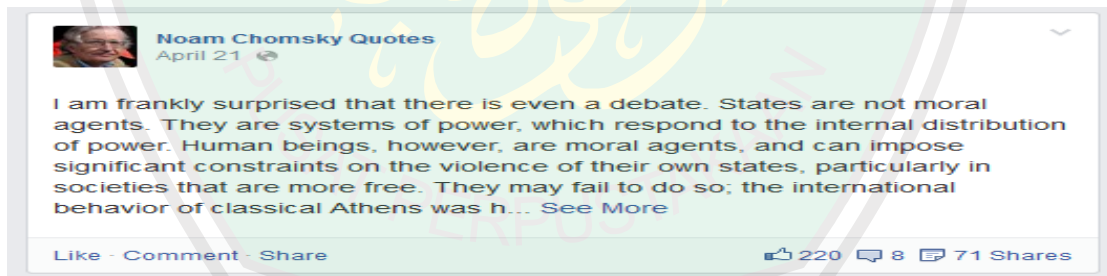 Noam Chomsky Quotes
April 21
I am frankly surprised that there is even a debate. States are not moral
agents. They are systems of power, which respond to the internal distribution
of power. Human beings, however, are moral agents, and can impose
significant constraints on the violence of their own states, particularly in
societies that are more free. They may fail to do so; the international
behavior of classical Athens was h... See More
Like · Comment · Share 220 8 71 Shares